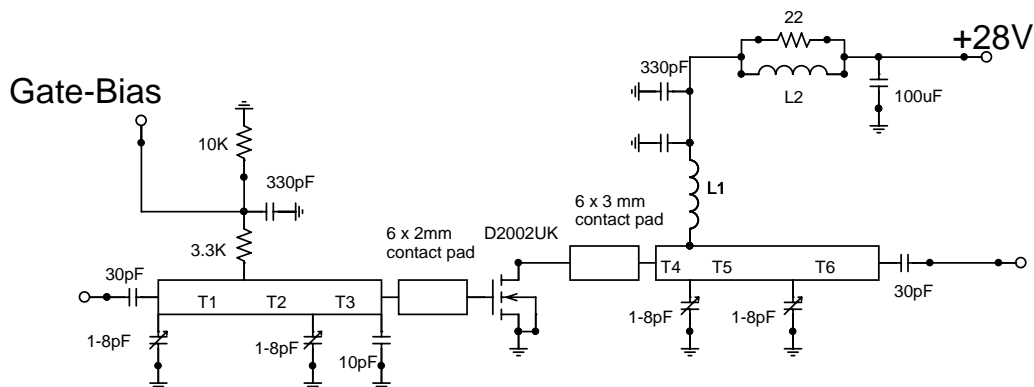 22
+28V
330pF
L2
100uF
Gate-Bias
10K
330pF
L1
6 x 3 mm
contact pad
3.3K
6 x 2mm
contact pad
D2002UK
30pF
T1
T2
T3
T4
T5
T6
30pF
1-8pF
1-8pF
10pF
1-8pF
1-8pF